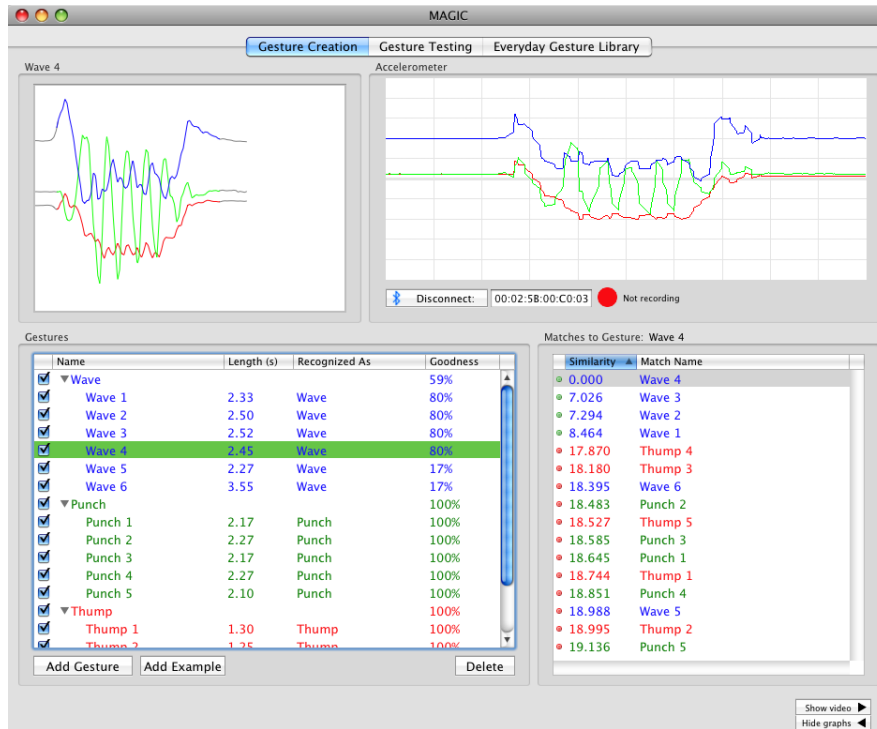 MAGIC
Gesture Creation Gesture Testing Everyday Gesture Library
Wave 4
Accelerometer
Disconnect: 00:02:5B:00:C0:03 Not recording
Gestures
Name Length (s) Recognized As Goodness
Wave 59%
Wave 1 2.33 Wave 80%
Wave 2 2.50 Wave 80%
Wave 3 2.52 Wave 80%
Wave 4 2.45 Wave 80%
Wave 5 2.27 Wave 17%
Wave 6 3.55 Wave 17%
Punch 100%
Punch 1 2.17 Punch 100%
Punch 2 2.27 Punch 100%
Punch 3 2.17 Punch 100%
Punch 4 2.27 Punch 100%
Punch 5 2.10 Punch 100%
Thump 100%
Thump 1 1.30 Thump 100%
Thump 2 1.25 Thump 100%
Add Gesture Add Example Delete
Matches to Gesture: Wave 4
Similarity Match Name
0.000 Wave 4
7.026 Wave 3
7.294 Wave 2
8.464 Wave 1
17.870 Thump 4
18.180 Thump 3
18.395 Wave 6
18.483 Punch 2
18.527 Thump 5
18.585 Punch 3
18.645 Punch 1
18.744 Thump 1
18.851 Punch 4
18.988 Wave 5
18.995 Thump 2
19.136 Punch 5
Show video
Hide graphs